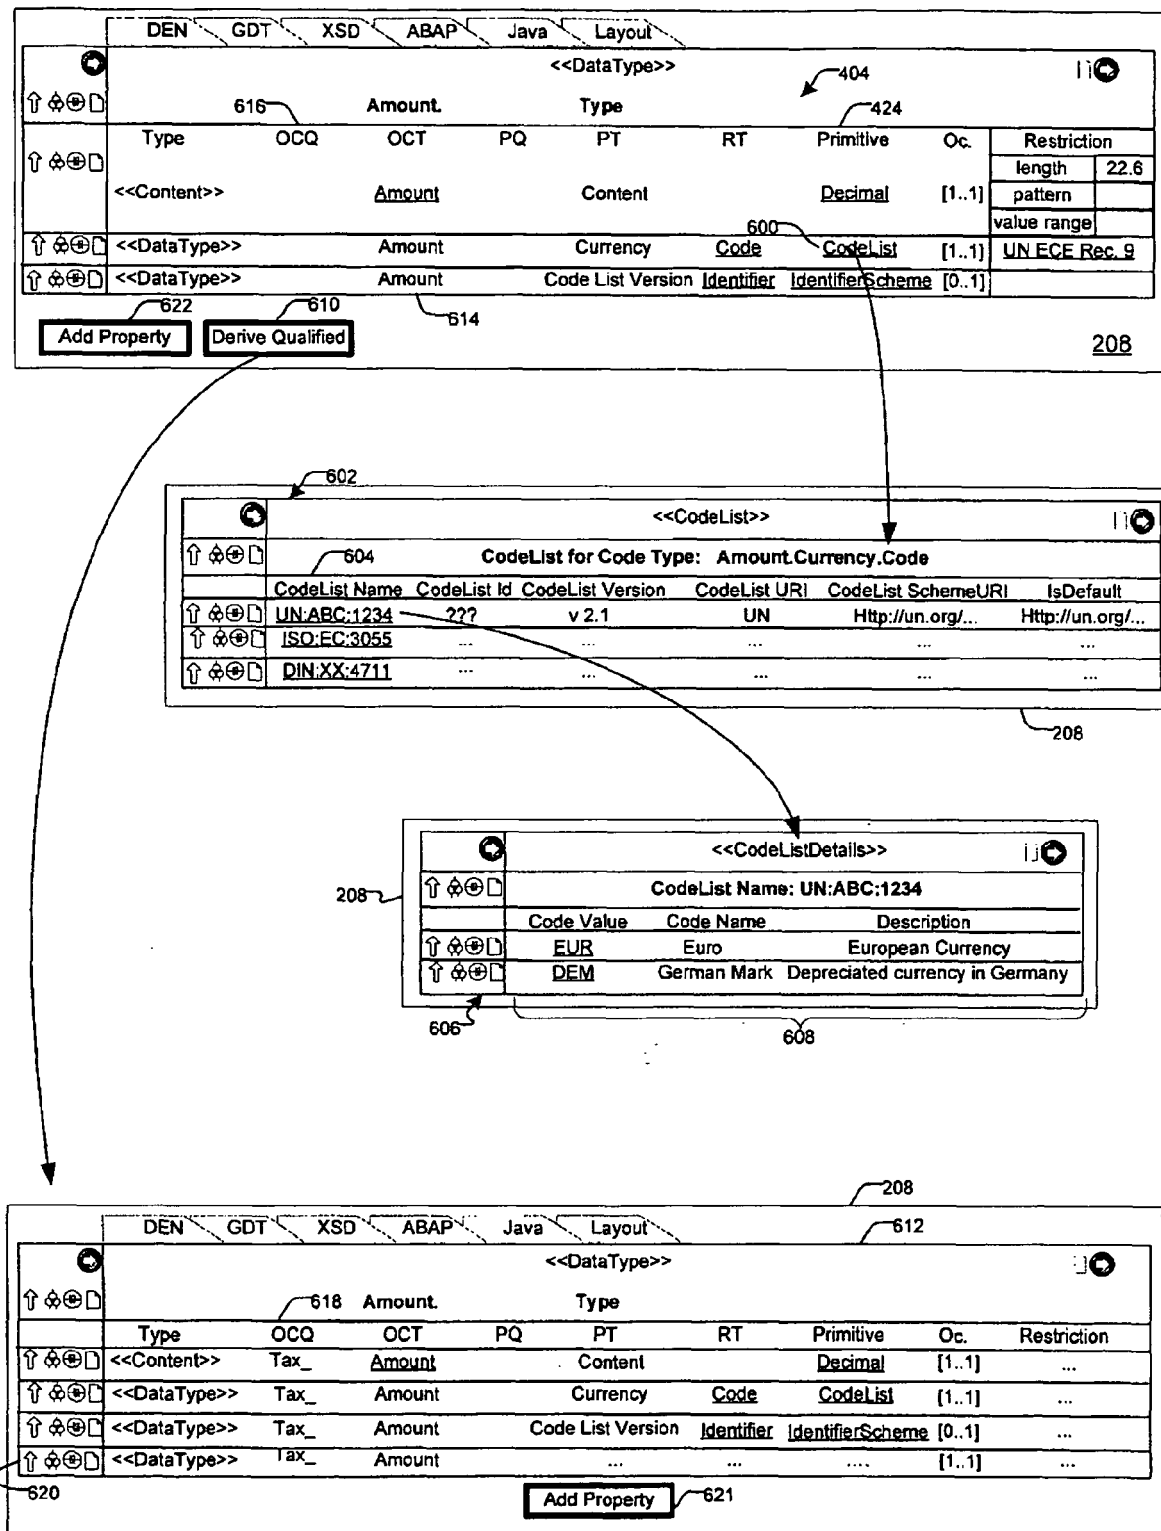 DEN GDT XSD ABAP Java Layout
<<DataType>>
404
616 Amount. Type 424
Type OCQ OCT PQ PT RT Primitive Oc. Restriction
length 22.6
<<Content>> Amount Content Decimal [1..1] pattern
value range
600
<<DataType>> Amount Currency Code CodeList [1..1] UN ECE Rec. 9
<<DataType>> Amount Code List Version Identifier IdentifierScheme [0..1]
622 610 614
Add Property Derive Qualified
208
602
<<CodeList>>
604 CodeList for Code Type: Amount.Currency.Code
CodeList Name CodeList Id CodeList Version CodeList URI CodeList SchemeURI IsDefault
UN:ABC:1234 ??? v 2.1 UN Http://un.org/... Http://un.org/...
ISO:EC:3055 ... ... ... ... ...
DIN:XX:4711 ... ... ... ... ...
208
<<CodeListDetails>>
208 CodeList Name: UN:ABC:1234
Code Value Code Name Description
EUR Euro European Currency
DEM German Mark Depreciated currency in Germany
606 608
208
DEN GDT XSD ABAP Java Layout 612
<<DataType>>
618 Amount. Type
Type OCQ OCT PQ PT RT Primitive Oc. Restriction
<<Content>> Tax_ Amount Content Decimal [1..1] ...
<<DataType>> Tax_ Amount Currency Code CodeList [1..1] ...
<<DataType>> Tax_ Amount Code List Version Identifier IdentifierScheme [0..1] ...
<<DataType>> Tax_ Amount ... ... .... [1..1] ...
620 Add Property 621